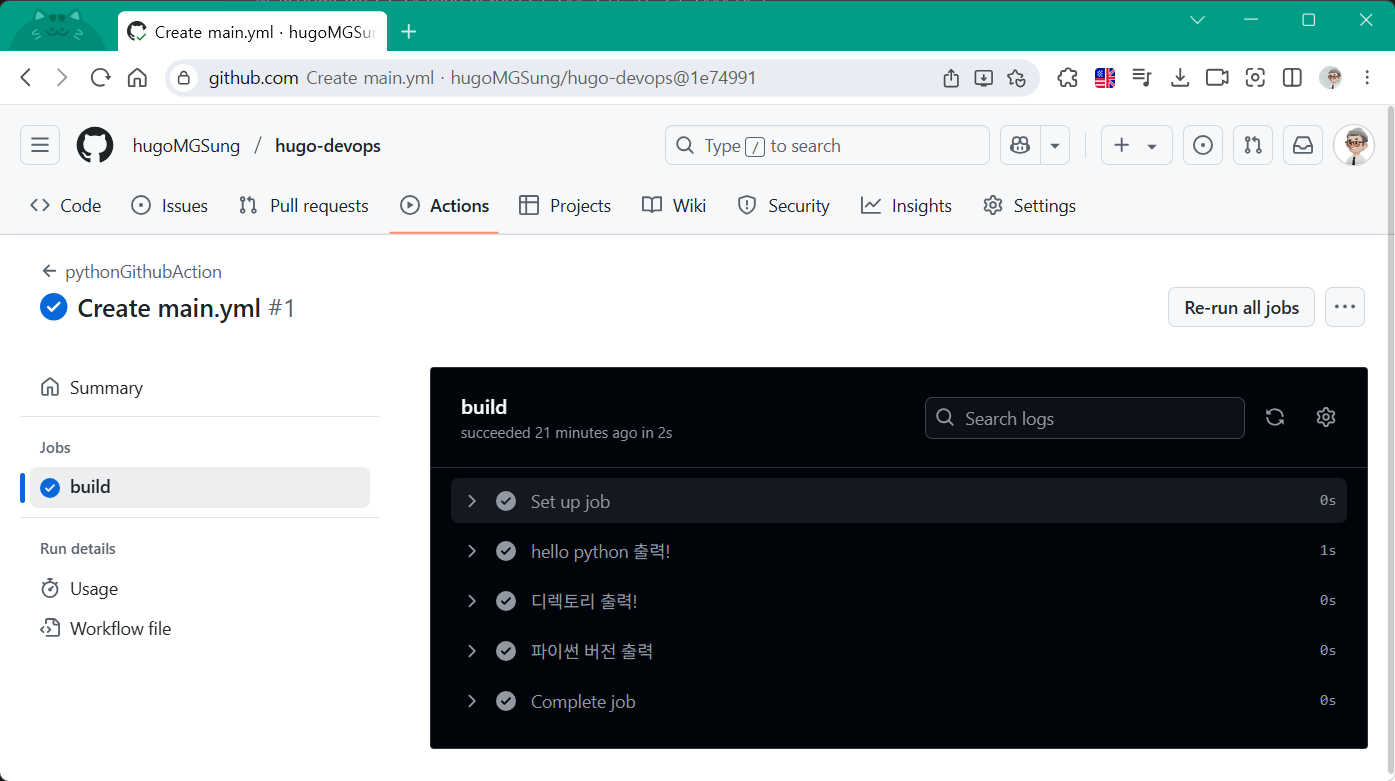 Create main.yml · hugoMGSu
github.com Create main.yml · hugoMGSung/hugo-devops@1e74991
hugoMGSung / hugo-devops
Type / to search
Code Issues Pull requests Actions Projects Wiki Security Insights Settings
pythonGithubAction
Create main.yml #1
Re-run all jobs
Summary
Jobs
build
Run details
Usage
Workflow file
build
succeeded 21 minutes ago in 2s
Search logs
Set up job 0s
hello python 출력! 1s
디렉토리 출력! 0s
파이썬 버전 출력 0s
Complete job 0s